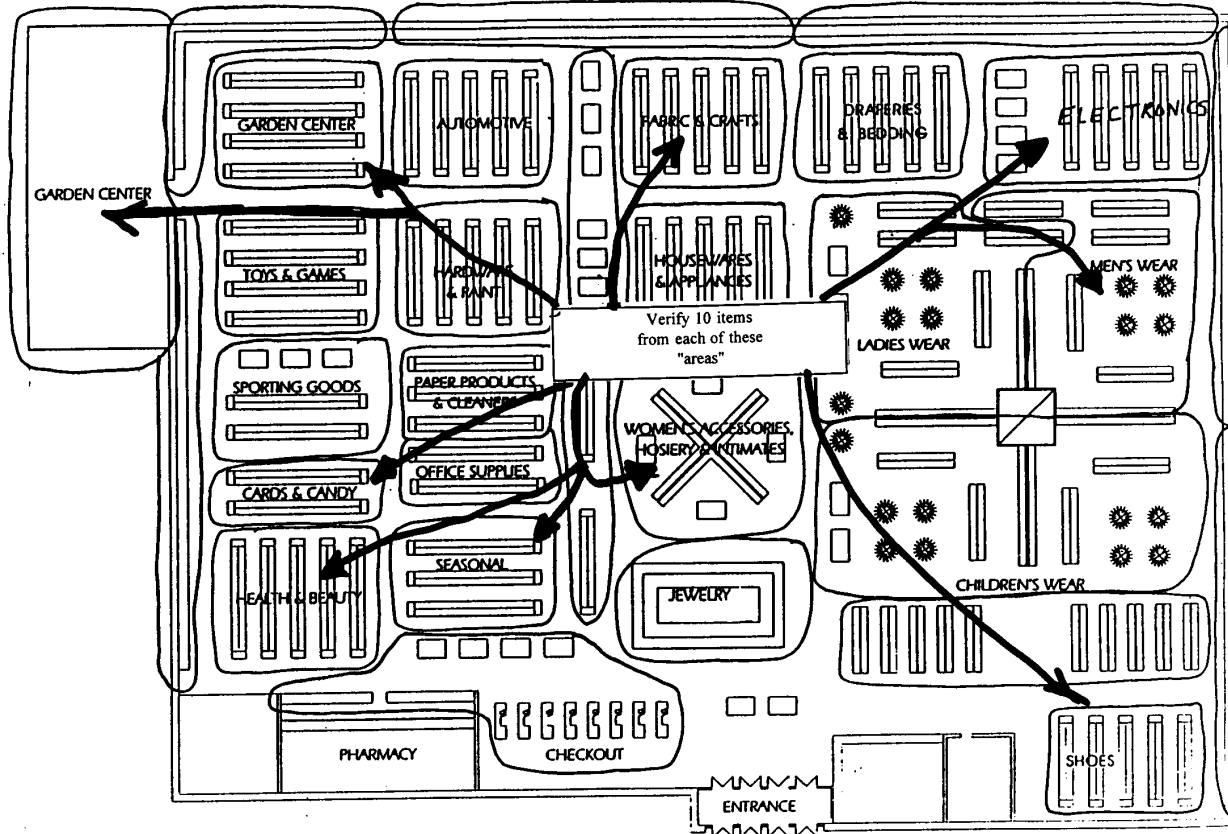 GARDEN CENTER
AUTOMOTIVE
FABRIC & CRAFTS
DRAPERIES
& BEDDING
ELECTRONICS
GARDEN CENTER
TOYS & GAMES
HARDWARE
& PAINT
HOUSEWARES
& APPLIANCES
MEN'S WEAR
Verify 10 items
from each of these
"areas"
LADIES WEAR
SPORTING GOODS
PAPER PRODUCTS
& CLEANERS
WOMEN'S ACCESSORIES,
HOSIERY & INTIMATES
CARDS & CANDY
OFFICE SUPPLIES
HEALTH & BEAUTY
SEASONAL
JEWELRY
CHILDREN'S WEAR
PHARMACY
CHECKOUT
SHOES
ENTRANCE